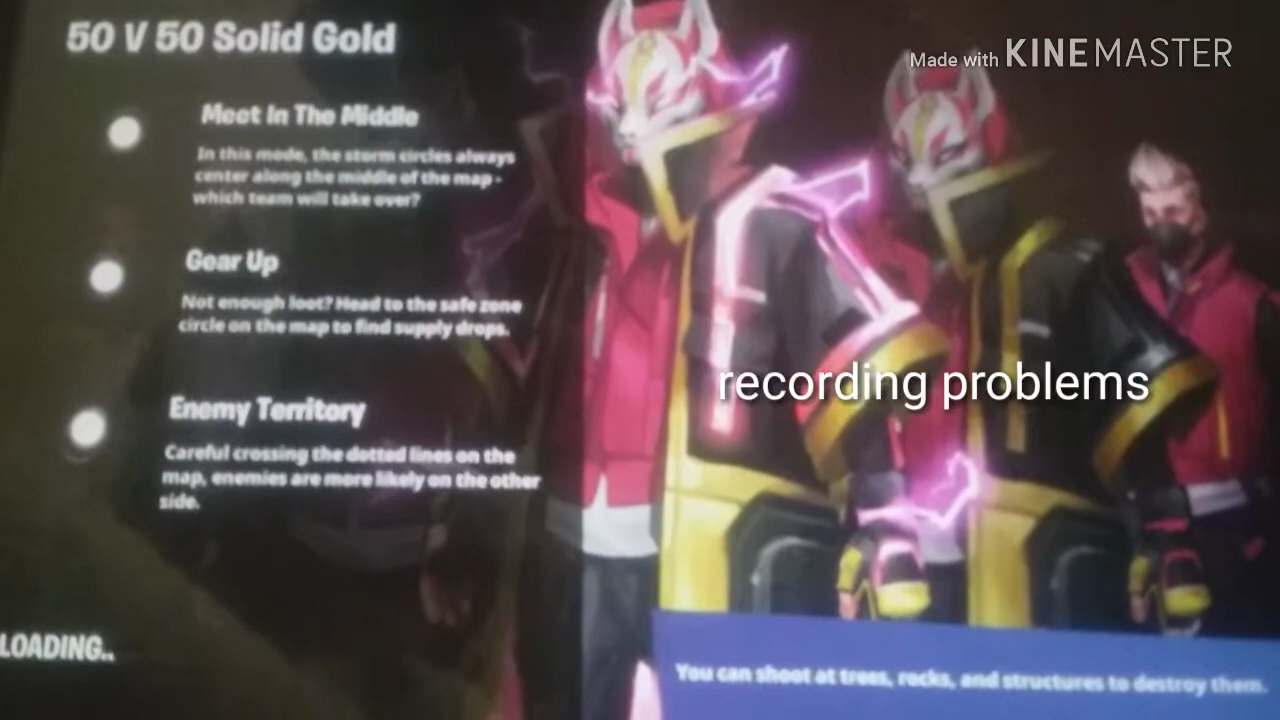 50 V 50 Solid Gold
Made with KINEMASTER
Meet In The Middle
In this mode, the storm circles always
center along the middle of the map -
which team will take over?
Gear Up
Not enough loot? Head to the safe zone
circle on the map to find supply drops.
recording problems
Enemy Territory
Careful crossing the dotted lines on the
map, enemies are more likely on the other
side.
LOADING..
You can shoot at trees, rocks, and structures to destroy them.